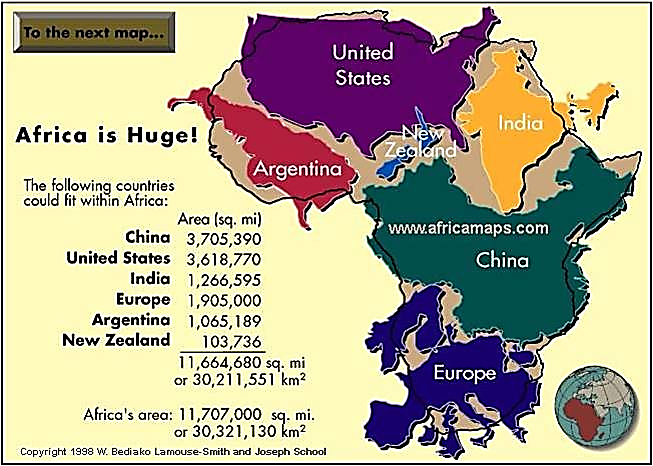 To the next map...
Africa is Huge!
The following countries
could fit within Africa:
Area (sq. mi)
China 3,705,390
United States 3,618,770
India 1,266,595
Europe 1,905,000
Argentina 1,065,189
New Zealand 103,736
11,664,680 sq. mi
or 30,211,551 km²
Africa's area: 11,707,000 sq. mi.
or 30,321,130 km²
United
States
New
Zealand
India
Argentina
www.africamaps.com
China
Europe
Copyright 1998 W. Bediako Lamouse-Smith and Joseph School